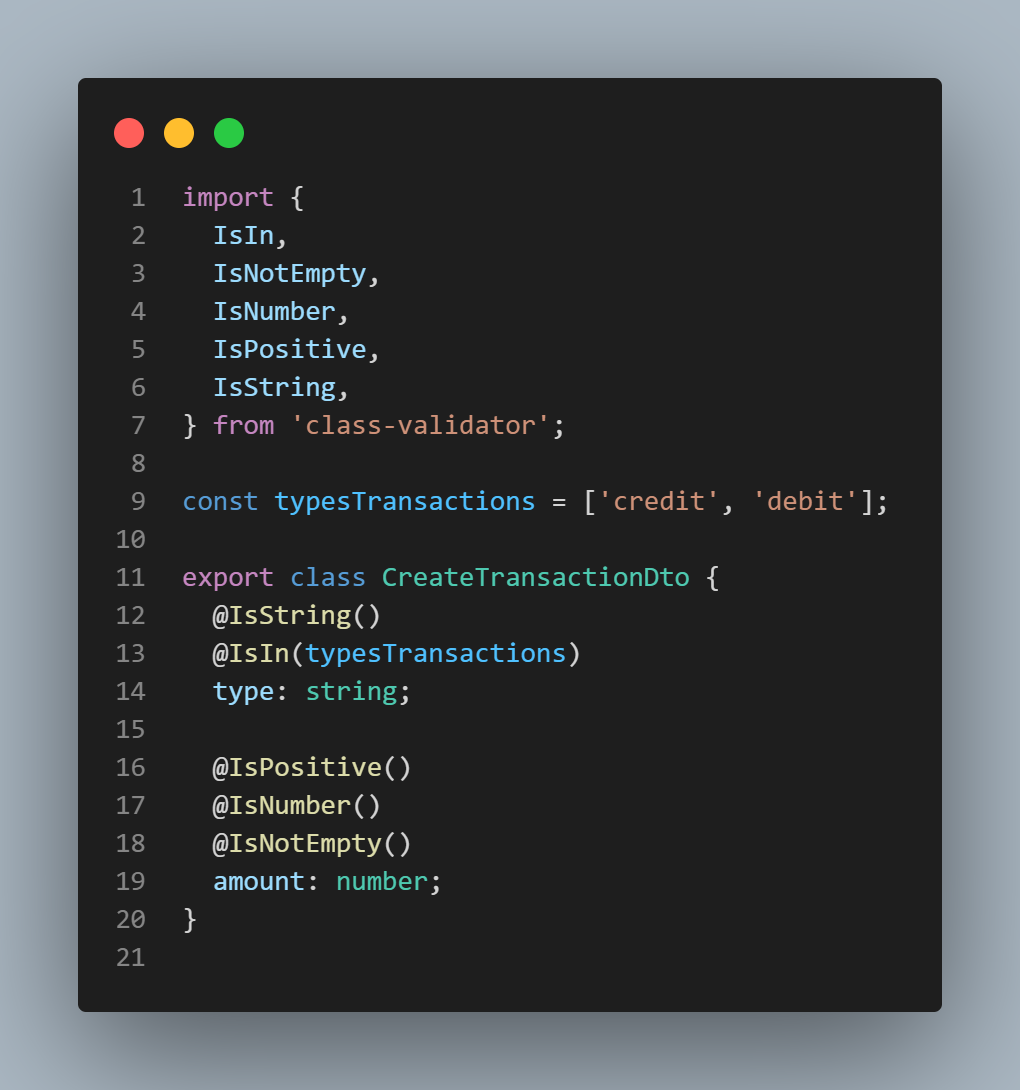 1 import {
2   IsIn,
3   IsNotEmpty,
4   IsNumber,
5   IsPositive,
6   IsString,
7 } from 'class-validator';
8
9 const typesTransactions = ['credit', 'debit'];
10
11 export class CreateTransactionDto {
12   @IsString()
13   @IsIn(typesTransactions)
14   type: string;
15
16   @IsPositive()
17   @IsNumber()
18   @IsNotEmpty()
19   amount: number;
20 }
21